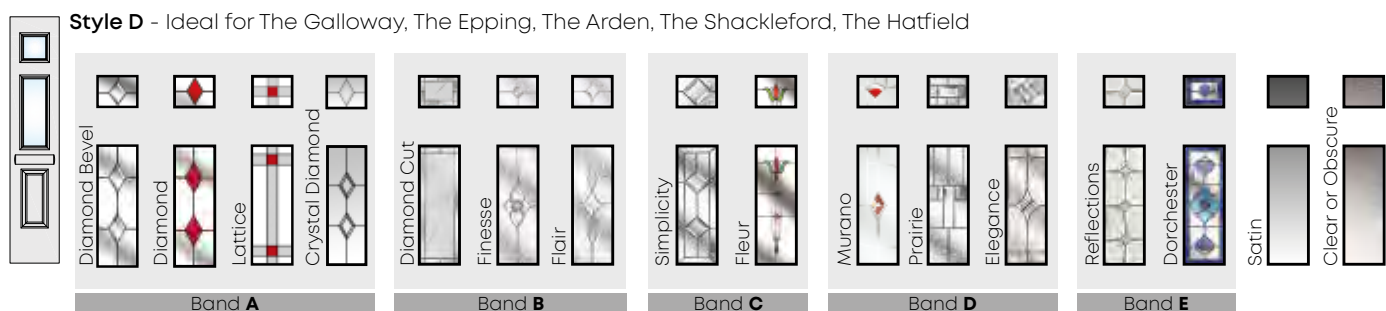 Style D - Ideal for The Galloway, The Epping, The Arden, The Shackleford, The Hatfield
Diamond Bevel
Diamond
Lattice
Crystal Diamond
Diamond Cut
Finesse
Flair
Simplicity
Fleur
Murano
Prairie
Elegance
Reflections
Dorchester
Satin
Clear or Obscure
Band A
Band B
Band C
Band D
Band E